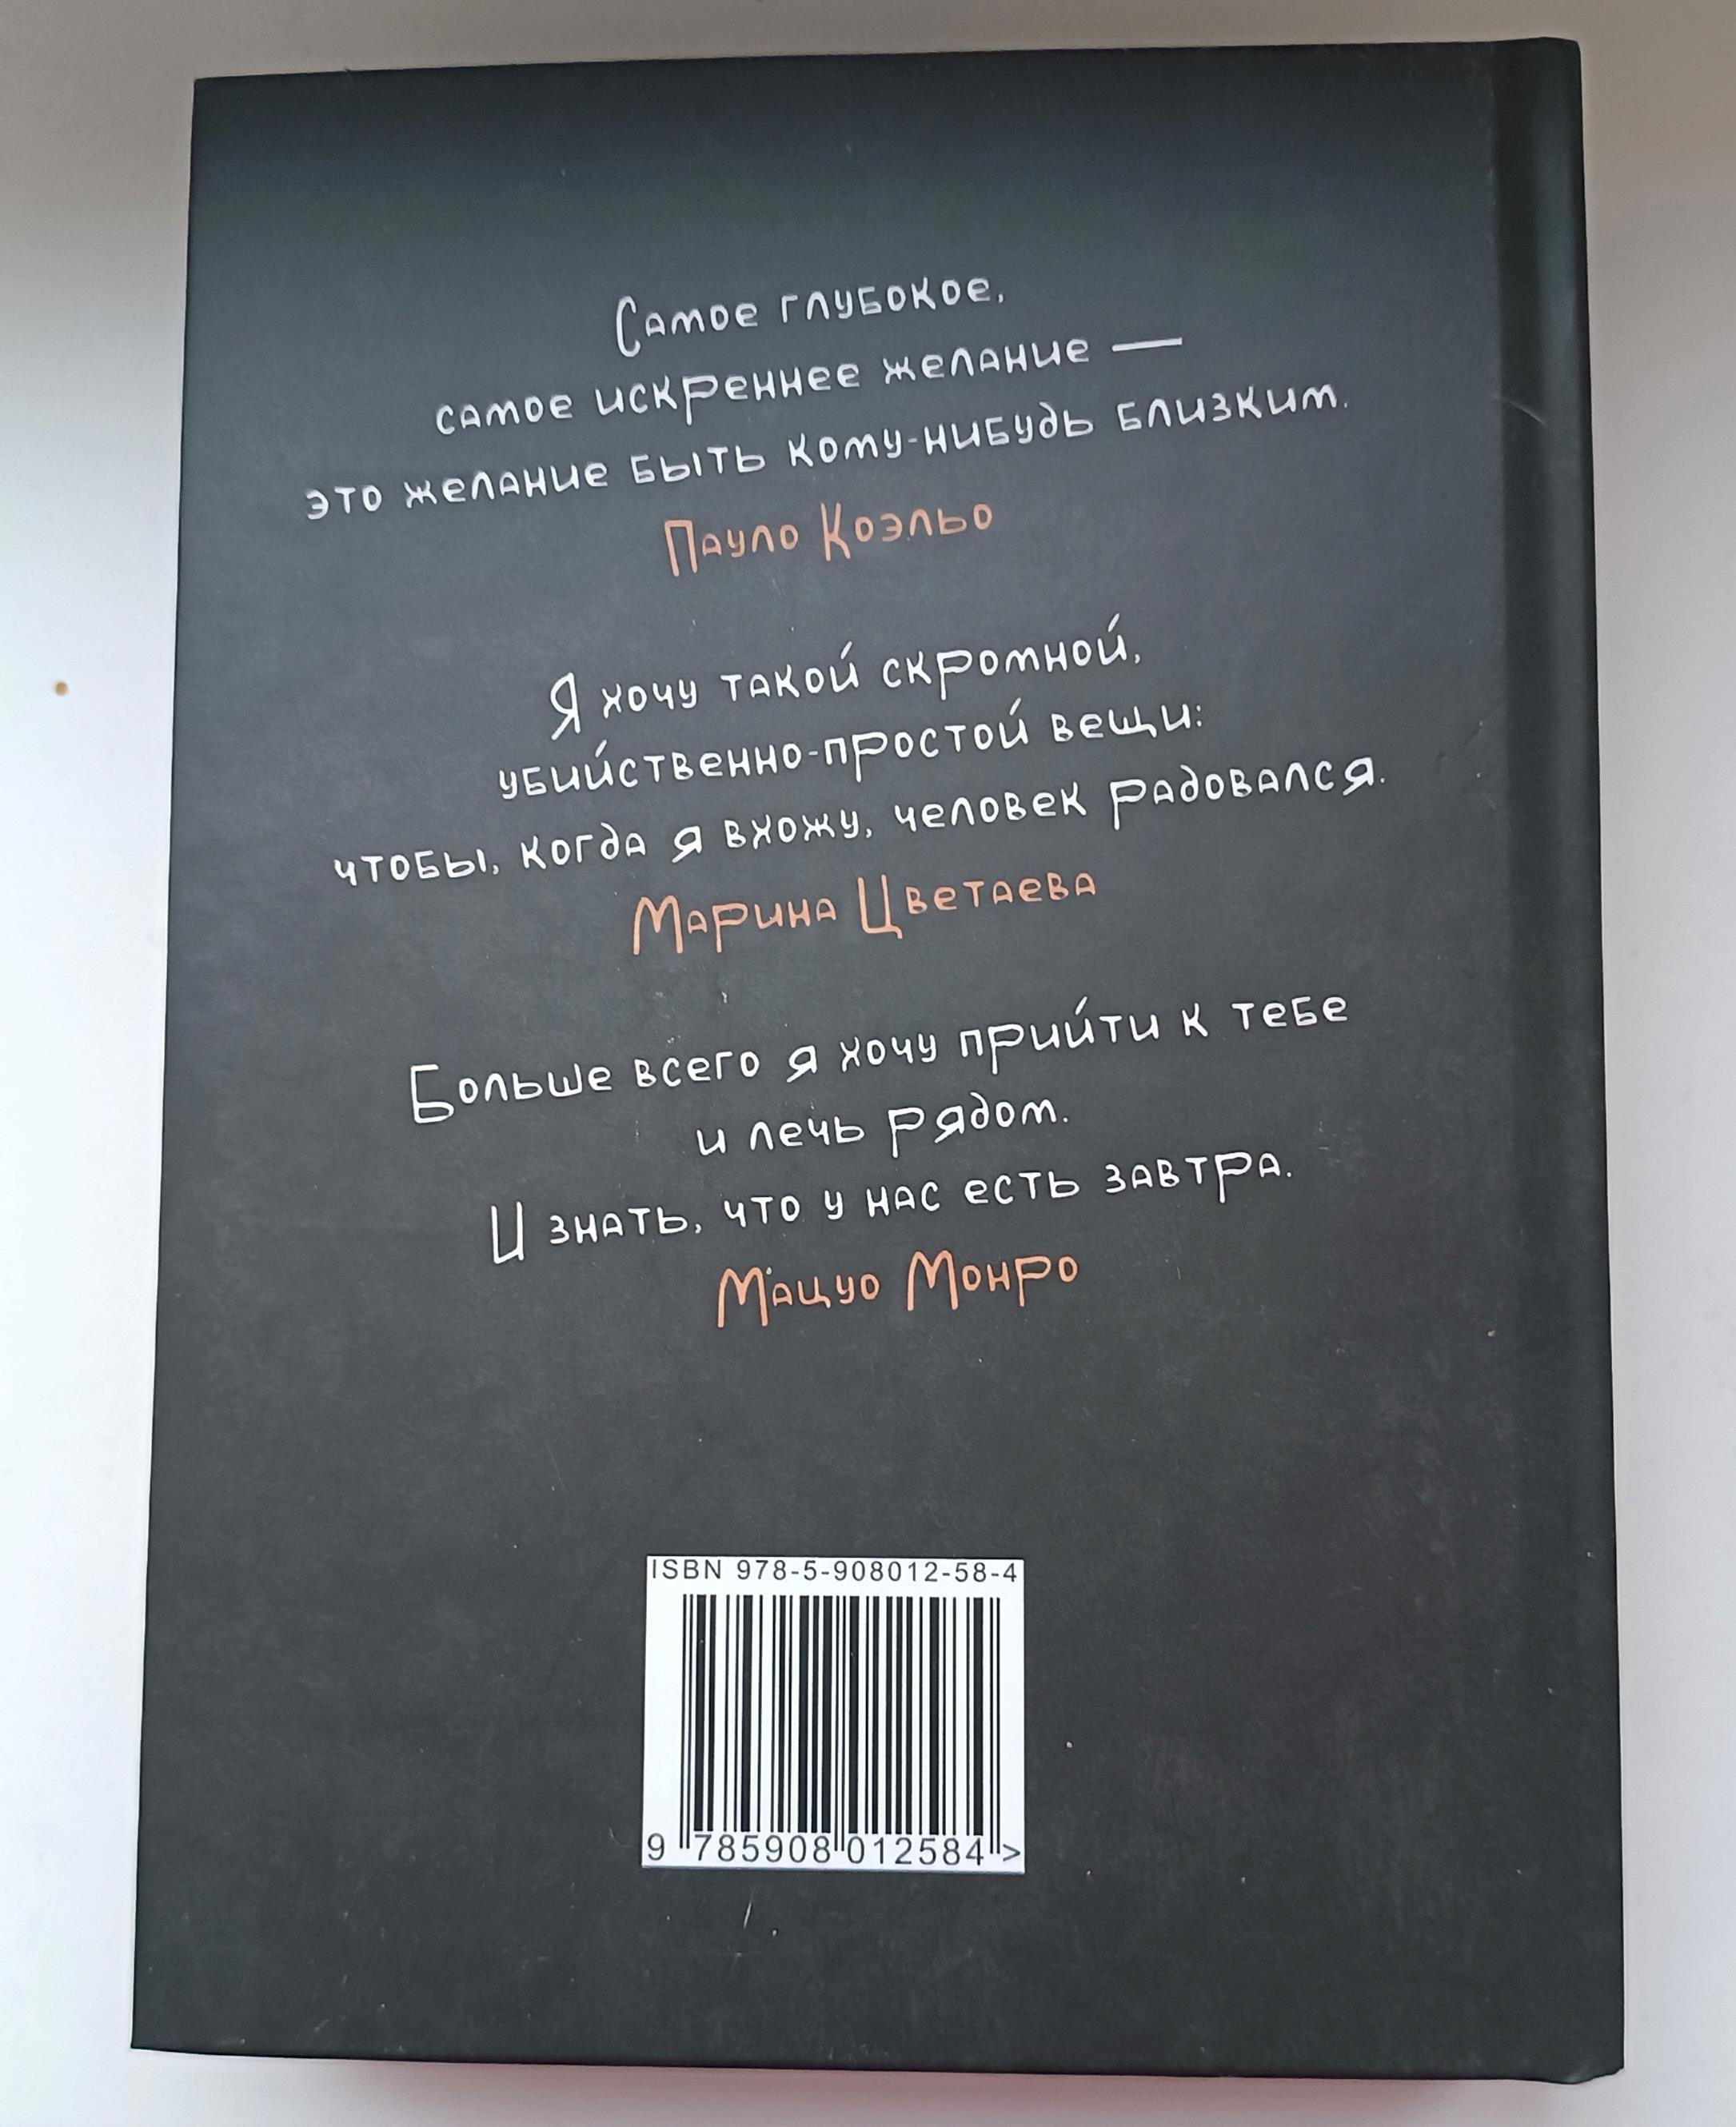 Самое глубокое,
самое искреннее желание —
это желание быть кому-нибудь близким.
Пауло Коэльо
Я хочу такой скромной,
убийственно-простой вещи:
чтобы, когда я вхожу, человек радовался.
Марина Цветаева
Больше всего я хочу прийти к тебе
и лечь рядом.
И знать, что у нас есть завтра.
Мацуо Монро
ISBN 978-5-908012-58-4
9 785908 012584 >